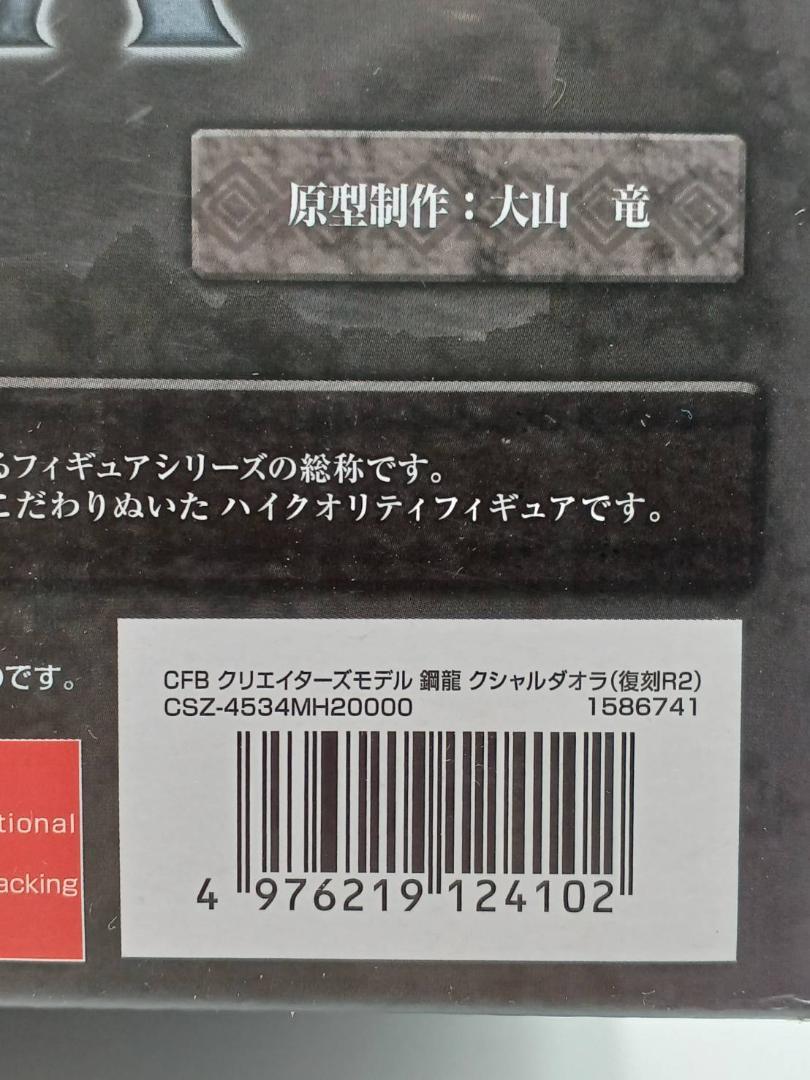 原型制作：大山　竜
るフィギュアシリーズの総称です。
こだわりぬいた ハイクオリティフィギュアです。
のです。
CFB クリエイターズモデル 鋼龍 クシャルダオラ(復刻R2)
CSZ-4534MH20000 1586741
tional
acking
4 976219 124102